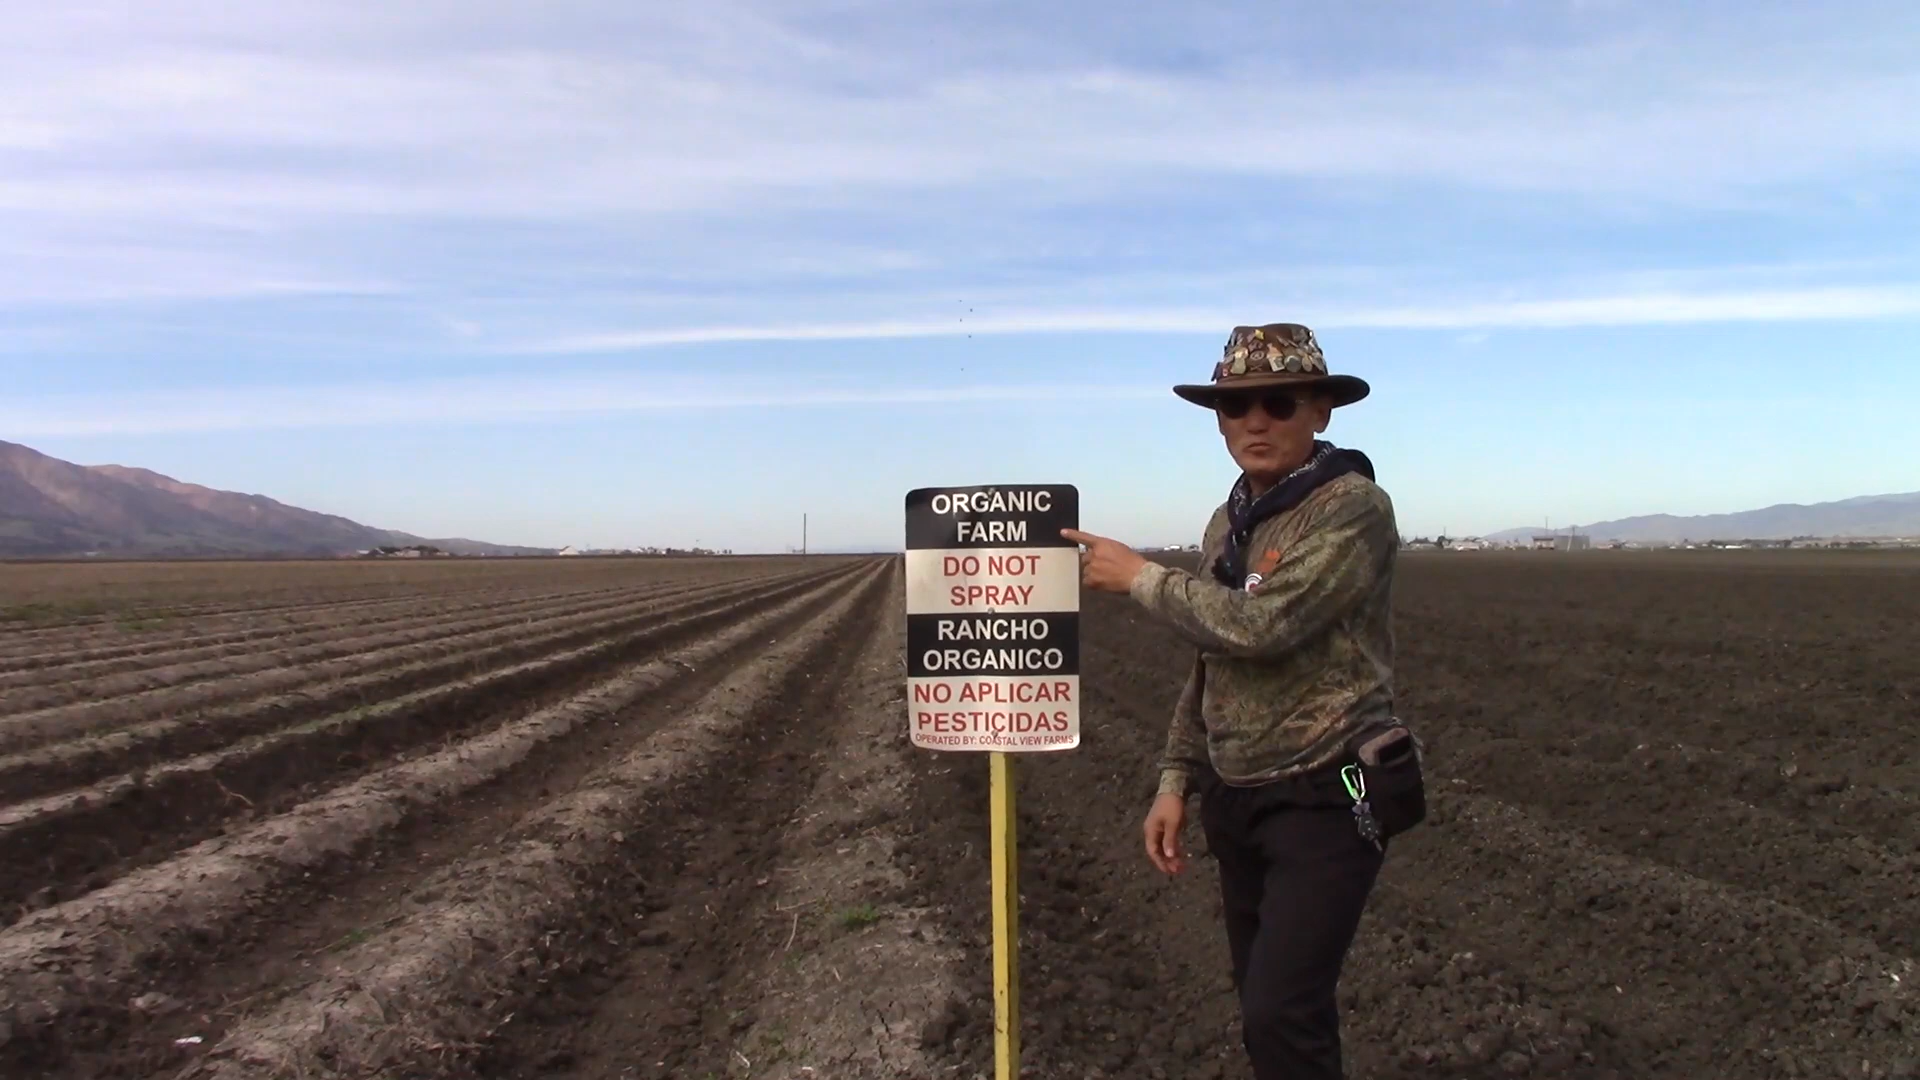 ORGANIC
FARM
DO NOT
SPRAY
RANCHO
ORGANICO
NO APLICAR
PESTICIDAS
OPERATED BY: COASTAL VIEW FARMS